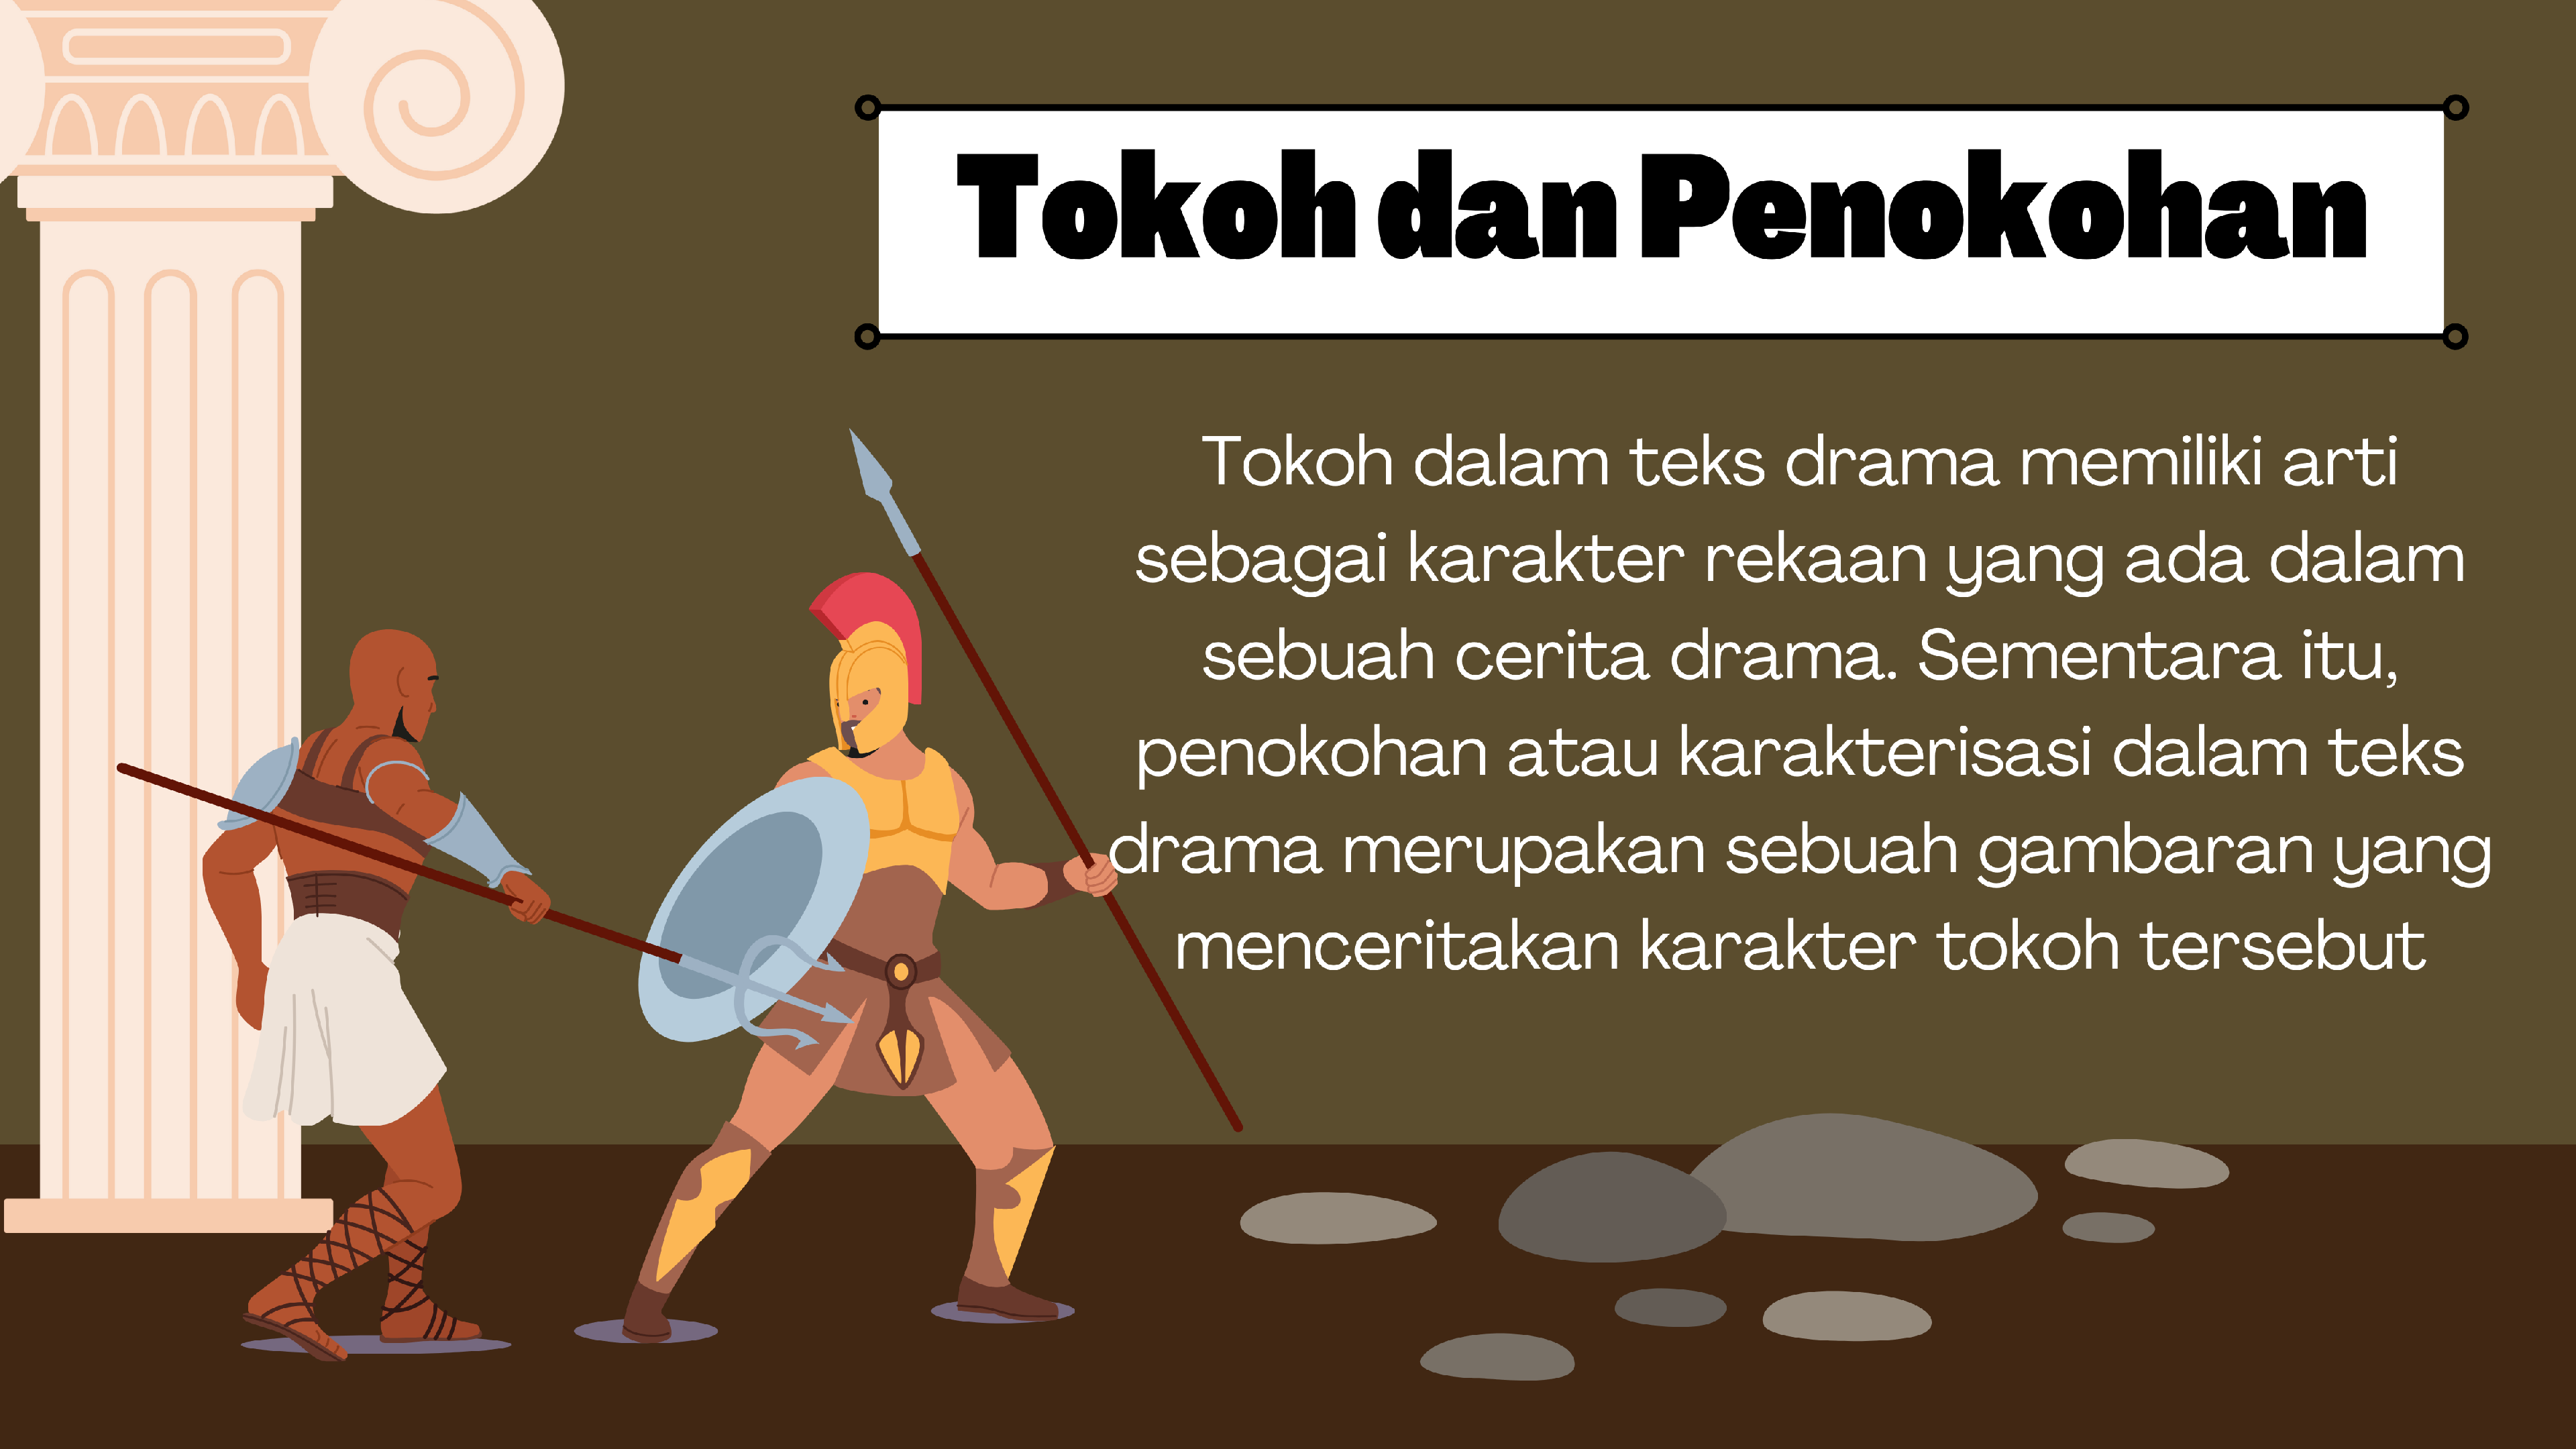 Tokoh dan Penokohan
Tokoh dalam teks drama memiliki arti
sebagai karakter rekaan yang ada dalam
sebuah cerita drama. Sementara itu,
penokohan atau karakterisasi dalam teks
drama merupakan sebuah gambaran yang
menceritakan karakter tokoh tersebut